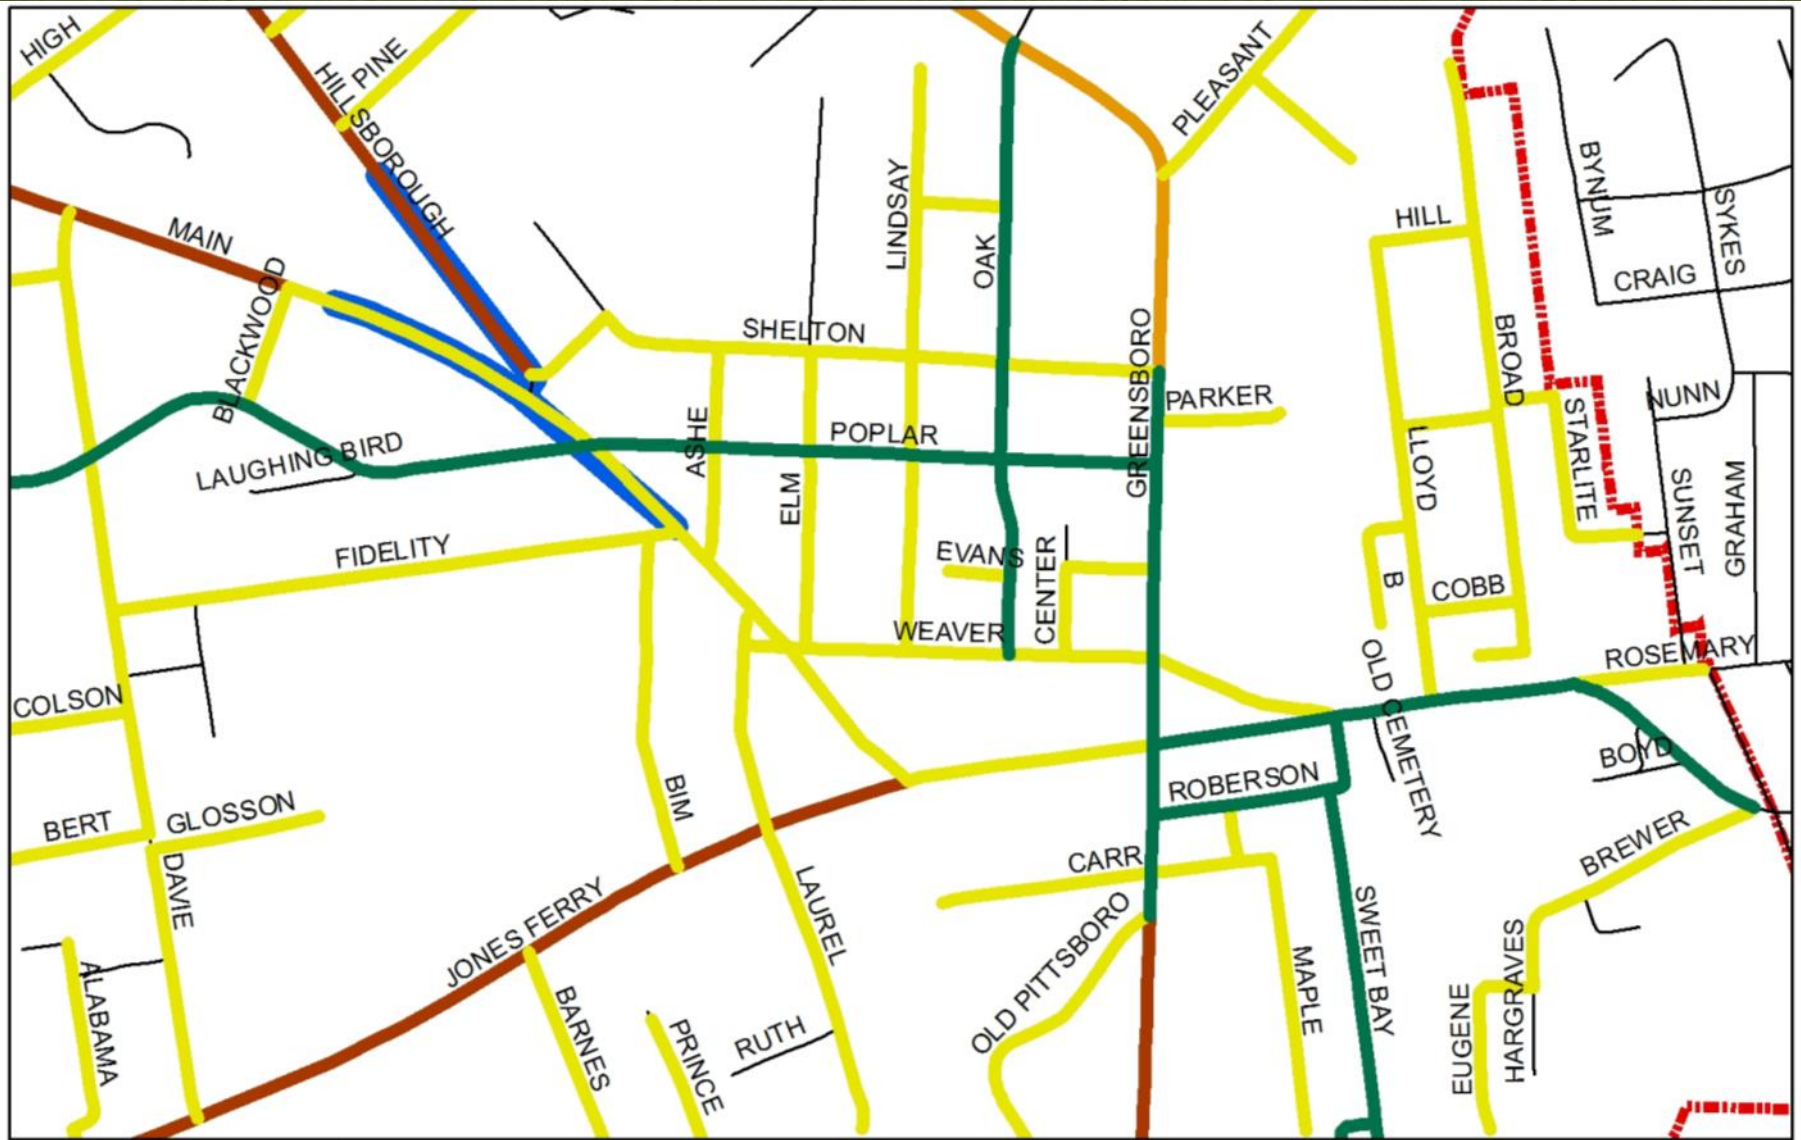 HIGH
PINE
HILLSBOROUGH
PLEASANT
MAIN
BLACKWOOD
LINDSAY
OAK
HILL
BYNUM
SYKES
CRAIG
SHELTON
GREENSBORO
BROAD
PARKER
NUNN
STARLITE
LAUGHING BIRD
ASHE
POPLAR
ELM
LLOYD
SUNSET
GRAHAM
FIDELITY
EVANS
CENTER
B
COBB
WEAVER
ROSEMARY
COLSON
OLD CEMETERY
BOYD
BERT
GLOSSON
BIM
ROBERSON
BREWER
DAVIE
CARR
LAUREL
JONES FERRY
OLD PITTSBORO
SWEET BAY
MAPLE
EUGENE
HARGRAVES
ALABAMA
BARNES
PRINCE
RUTH